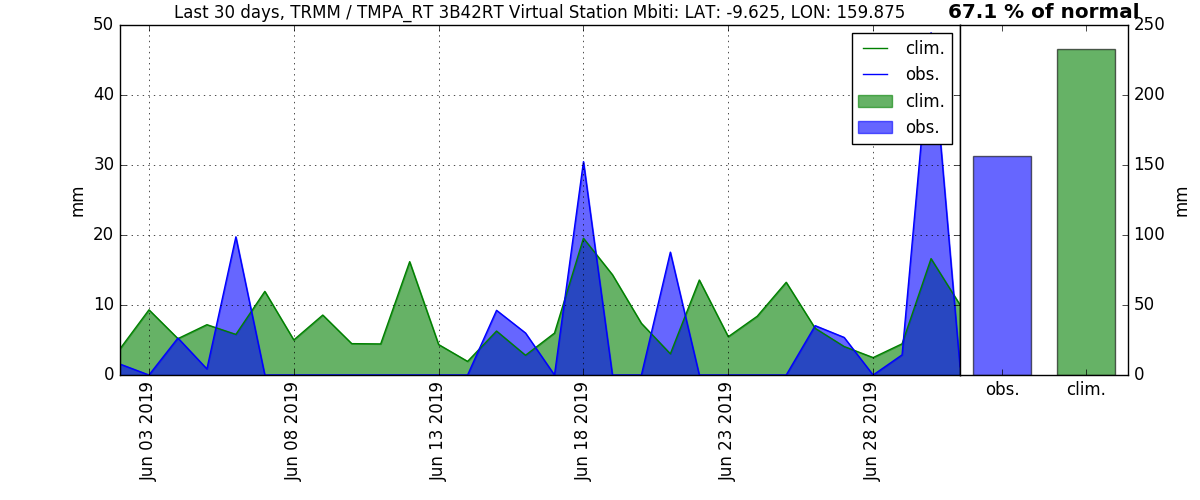 Last 30 days, TRMM / TMPA_RT 3B42RT Virtual Station Mbiti: LAT: -9.625, LON: 159.875
67.1 % of normal
50
40
30
20
10
0
mm
clim.
obs.
clim.
obs.
250
200
150
100
50
0
mm
Jun 03 2019
Jun 08 2019
Jun 13 2019
Jun 18 2019
Jun 23 2019
Jun 28 2019
obs.
clim.